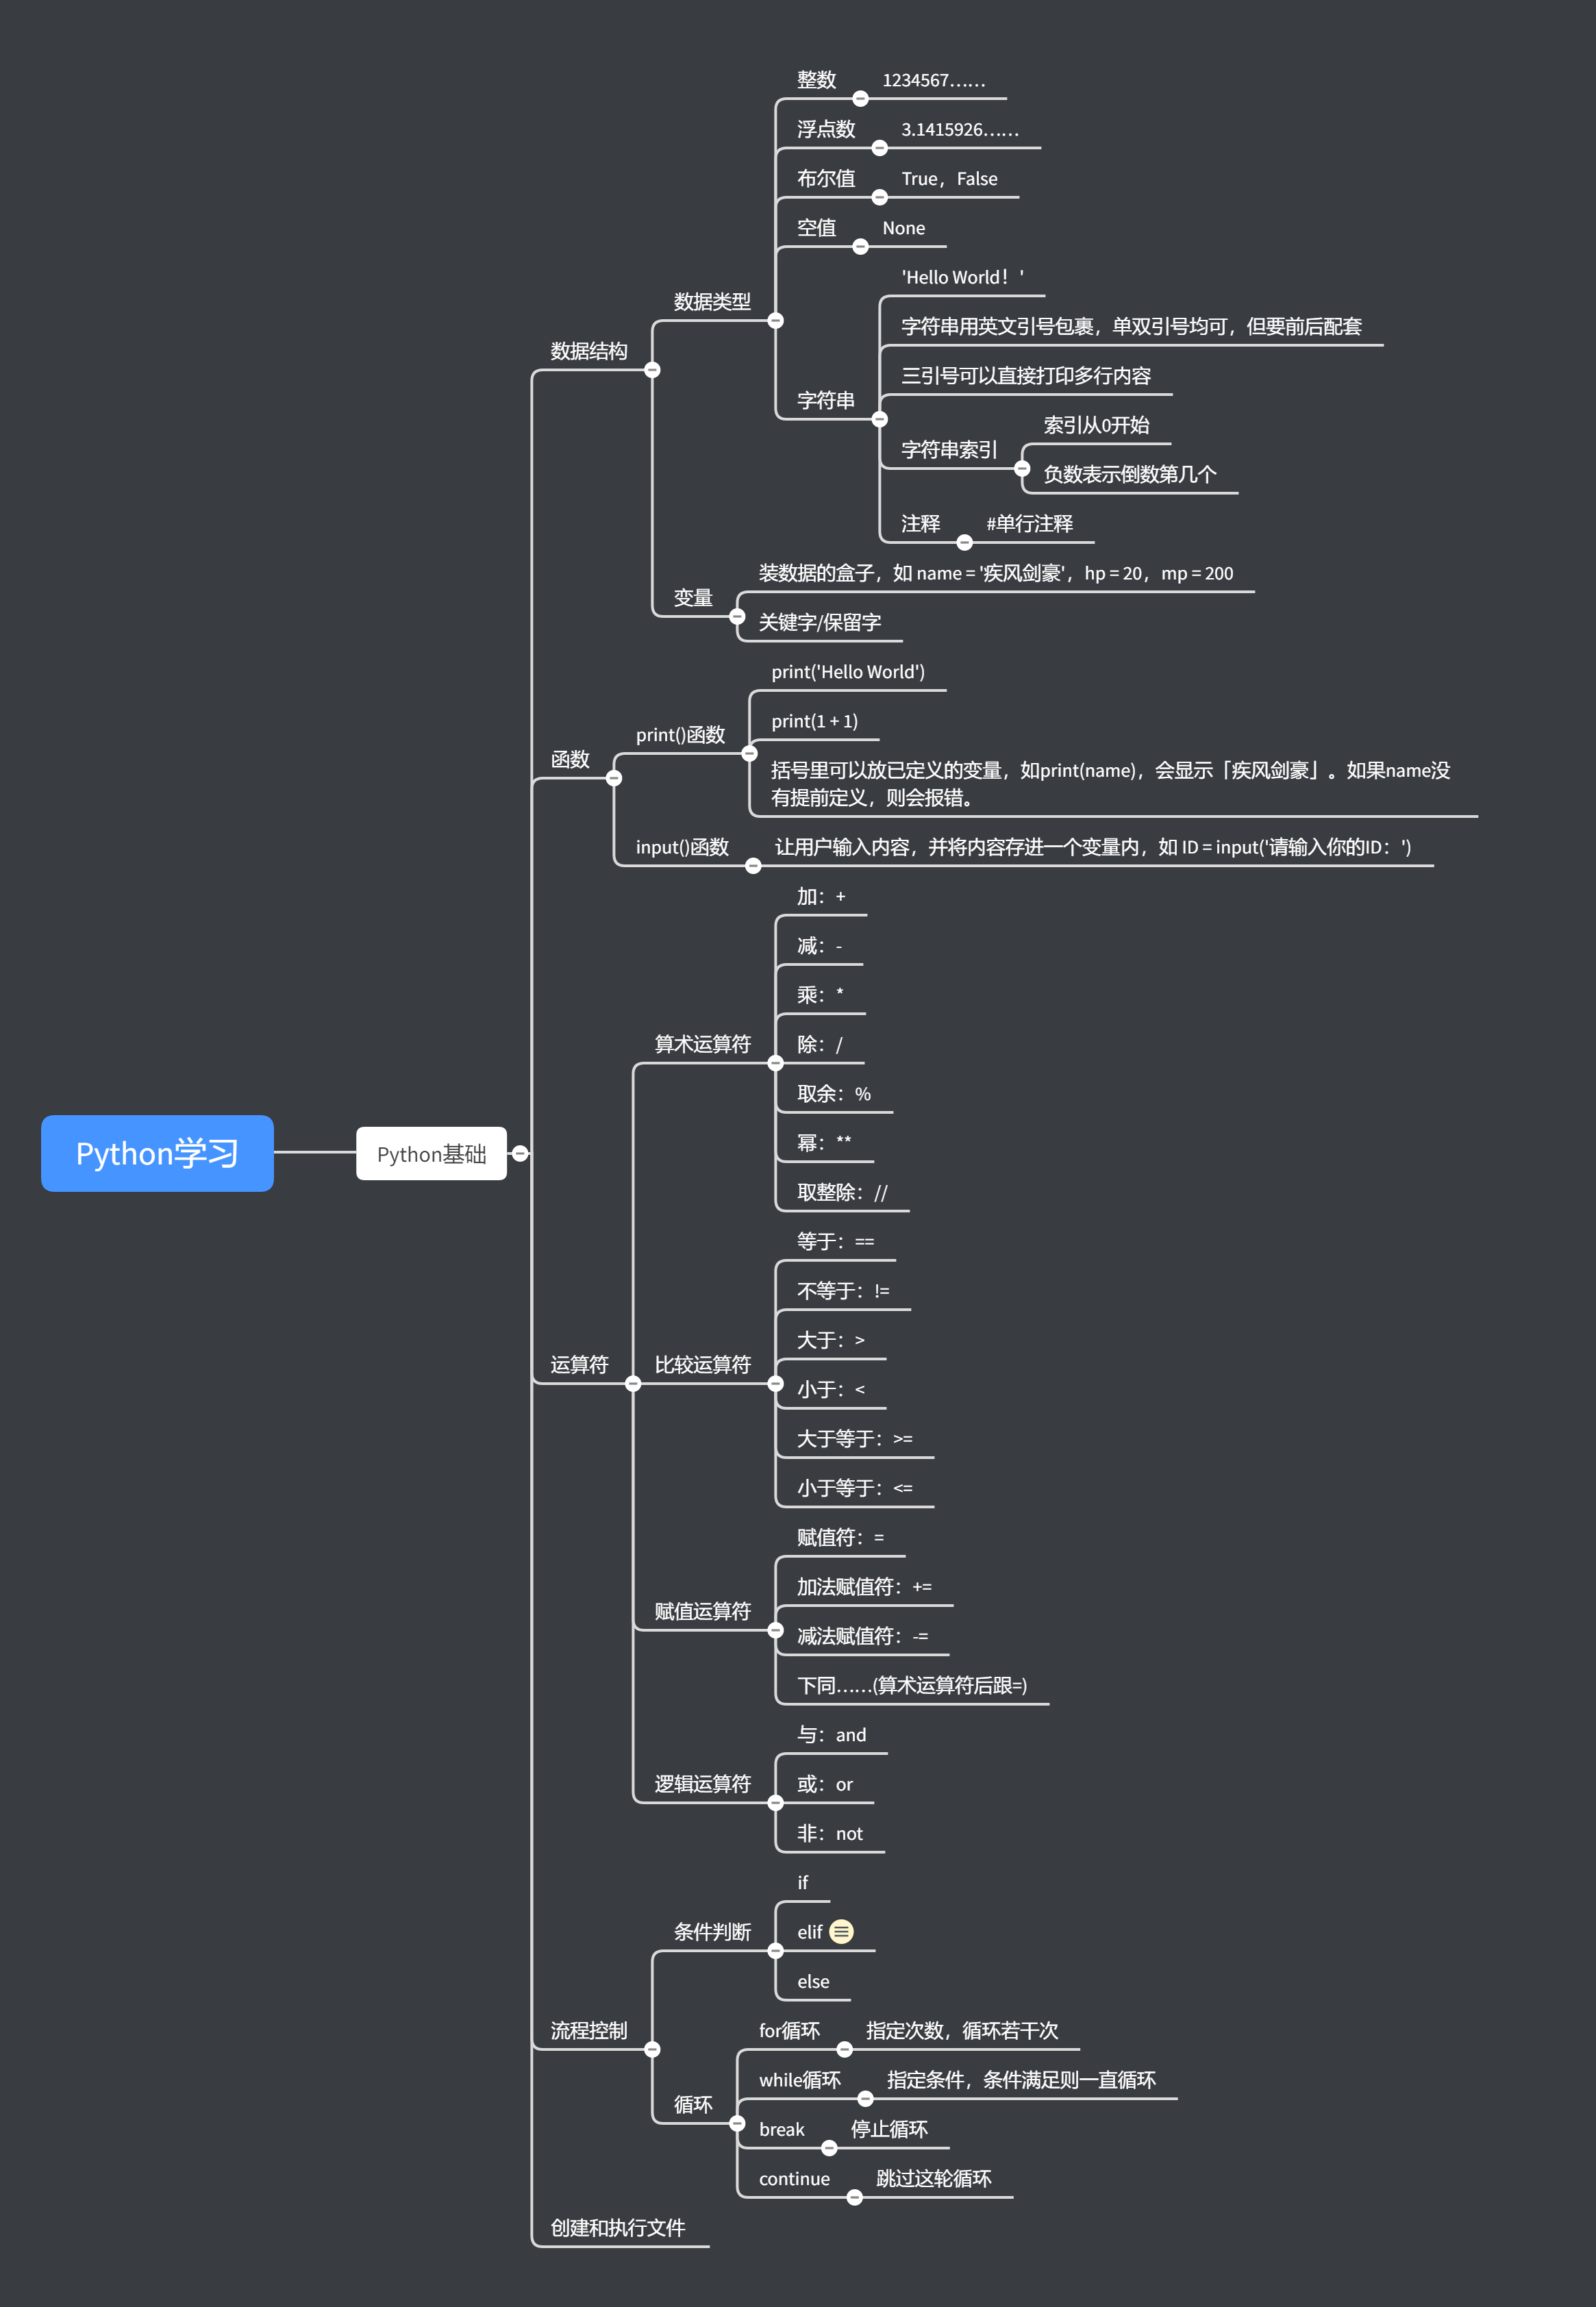 整数
1234567……
浮点数
3.1415926……
布尔值
True，False
空值
None
'Hello World！'
数据类型
字符串用英文引号包裹，单双引号均可，但要前后配套
数据结构
三引号可以直接打印多行内容
字符串
索引从0开始
字符串索引
负数表示倒数第几个
注释
#单行注释
装数据的盒子，如 name = '疾风剑豪'，hp = 20，mp = 200
变量
关键字/保留字
print('Hello World')
print(1 + 1)
print()函数
函数
括号里可以放已定义的变量，如print(name)，会显示「疾风剑豪」。如果name没
有提前定义，则会报错。
input()函数
让用户输入内容，并将内容存进一个变量内，如 ID = input('请输入你的ID：')
加：+
减：-
乘：*
算术运算符
除：/
取余：%
幂：**
Python学习
Python基础
取整除：//
等于：==
不等于：!=
大于：>
运算符
比较运算符
小于：<
大于等于：>=
小于等于：<=
赋值符：=
加法赋值符：+=
赋值运算符
减法赋值符：-=
下同……(算术运算符后跟=)
与：and
逻辑运算符
或：or
非：not
if
条件判断
elif
else
流程控制
for循环
指定次数，循环若干次
while循环
指定条件，条件满足则一直循环
循环
break
停止循环
continue
跳过这轮循环
创建和执行文件